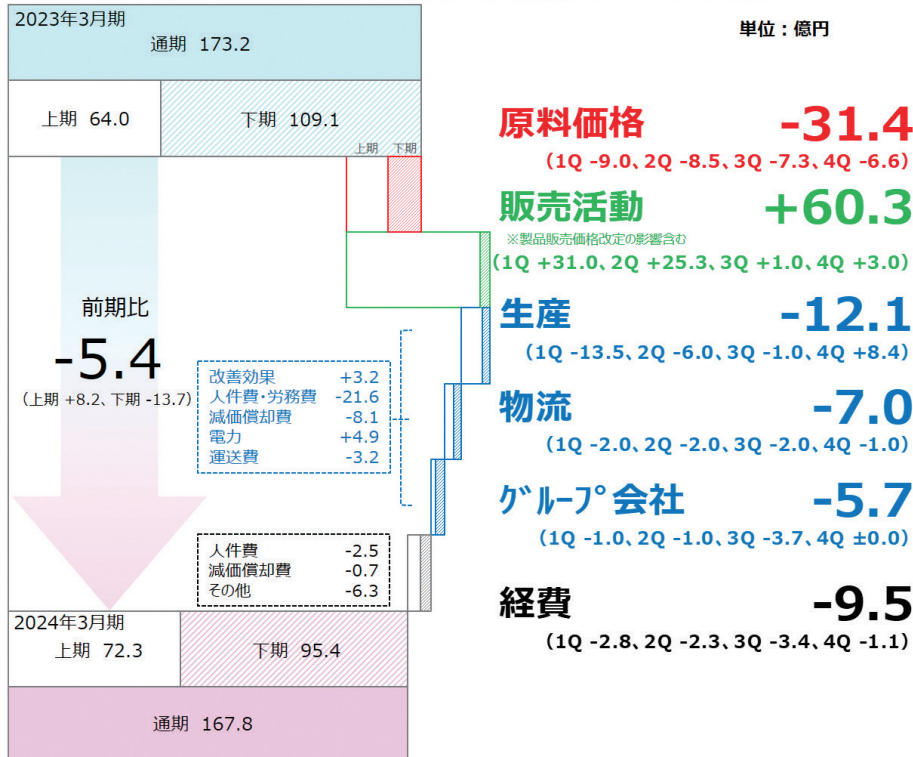 2023年3月期
通期 173.2
単位：億円
上期 64.0
下期 109.1
上期 下期
原料価格 -31.4
(1Q -9.0、2Q -8.5、3Q -7.3、4Q -6.6)
販売活動 +60.3
※製品販売価格改定の影響含む
(1Q +31.0、2Q +25.3、3Q +1.0、4Q +3.0)
前期比
-5.4
(上期 +8.2、下期 -13.7)
生産 -12.1
(1Q -13.5、2Q -6.0、3Q -1.0、4Q +8.4)
改善効果 +3.2
人件費・労務費 -21.6
減価償却費 -8.1
電力 +4.9
運送費 -3.2
物流 -7.0
(1Q -2.0、2Q -2.0、3Q -2.0、4Q -1.0)
ｸﾞﾙｰﾌﾟ会社 -5.7
(1Q -1.0、2Q -1.0、3Q -3.7、4Q ±0.0)
人件費 -2.5
減価償却費 -0.7
その他 -6.3
経費 -9.5
(1Q -2.8、2Q -2.3、3Q -3.4、4Q -1.1)
2024年3月期
上期 72.3
下期 95.4
通期 167.8